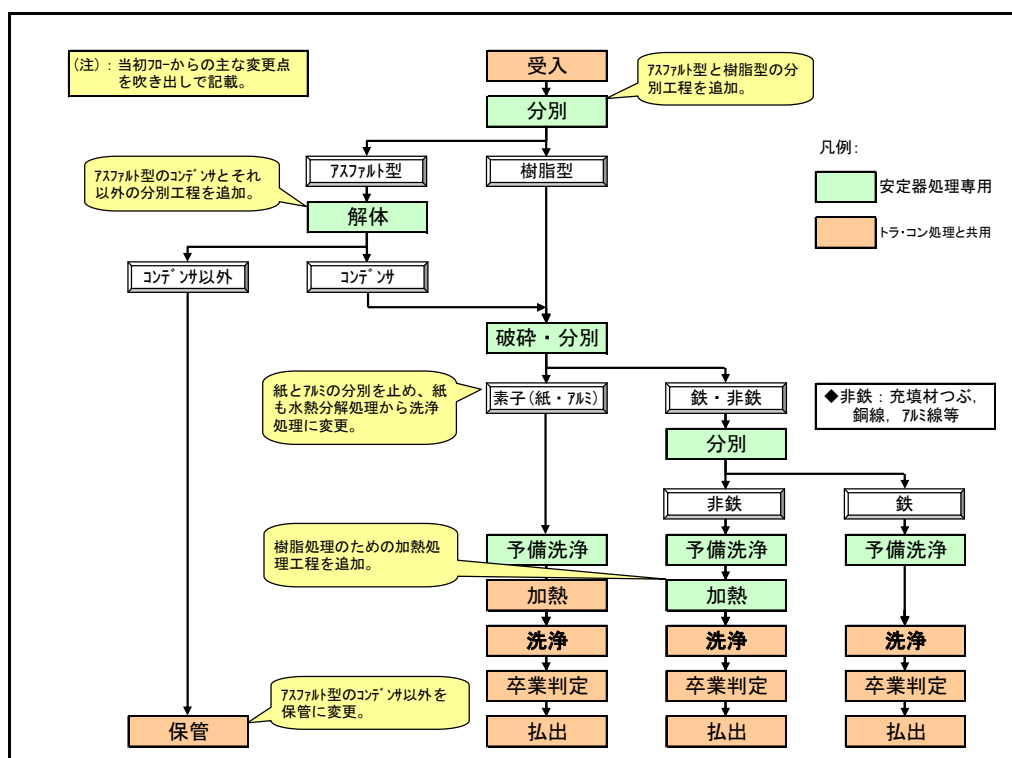 (注)：当初ﾌﾛｰからの主な変更点
を吹き出しで記載。
受入
ｱｽﾌｧﾙﾄ型と樹脂型の分
別工程を追加。
分別
凡例：
ｱｽﾌｧﾙﾄ型のｺﾝﾃﾞﾝｻとそれ
以外の分別工程を追加。
ｱｽﾌｧﾙﾄ型
樹脂型
安定器処理専用
解体
トラ・コン処理と共用
ｺﾝﾃﾞﾝｻ以外
ｺﾝﾃﾞﾝｻ
破砕・分別
紙とｱﾙﾐの分別を止め、紙
も水熱分解処理から洗浄
処理に変更。
素子(紙・ｱﾙﾐ)
鉄・非鉄
◆非鉄：充填材つぶ，
銅線，ｱﾙﾐ線等
分別
非鉄
鉄
樹脂処理のための加熱処
理工程を追加。
予備洗浄
予備洗浄
予備洗浄
加熱
加熱
洗浄
洗浄
洗浄
卒業判定
卒業判定
卒業判定
ｱｽﾌｧﾙﾄ型のｺﾝﾃﾞﾝｻ以外を
保管に変更。
保管
払出
払出
払出